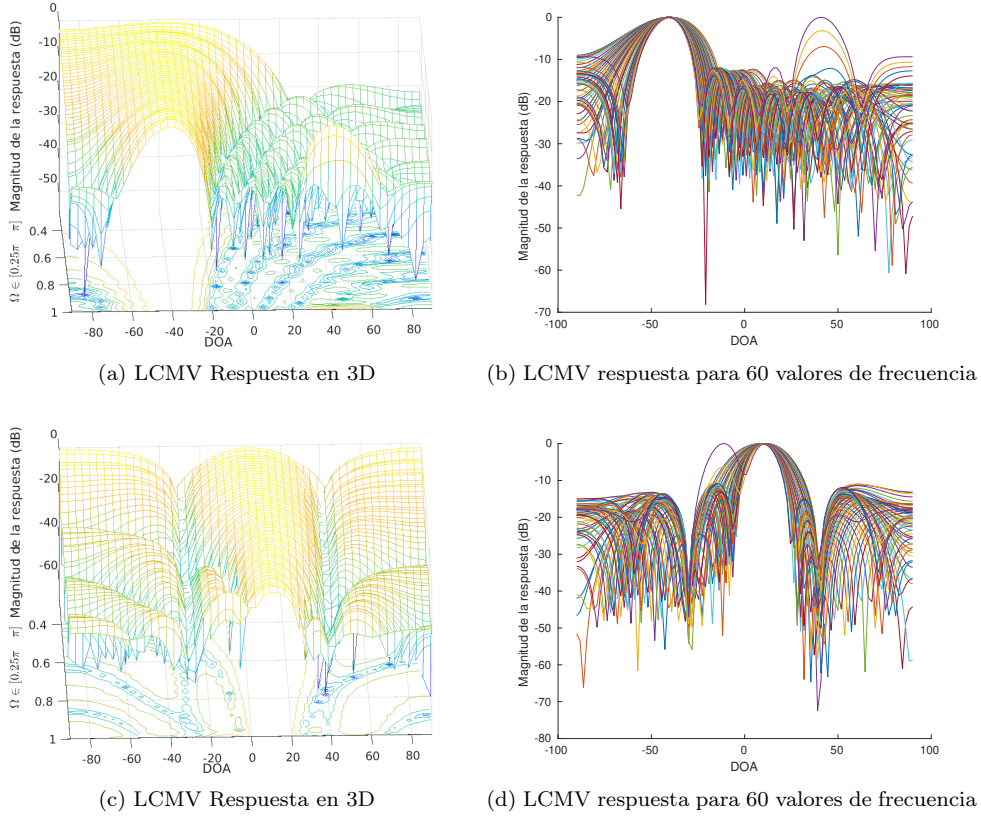 0
-10
-20
-30
-40
-50
Magnitud de la respuesta (dB)
0.4
0.6
0.8
1
Ω ∈ [0.25π π]
-80 -60 -40 -20 0 20 40 60 80
DOA
(a) LCMV Respuesta en 3D
0
-10
-20
-30
-40
-50
-60
-70
Magnitud de la respuesta (dB)
-100 -50 0 50 100
DOA
(b) LCMV respuesta para 60 valores de frecuencia
0
-20
-40
-60
Magnitud de la respuesta (dB)
0.4
0.6
0.8
1
Ω ∈ [0.25π π]
-80 -60 -40 -20 0 20 40 60 80
DOA
(c) LCMV Respuesta en 3D
0
-10
-20
-30
-40
-50
-60
-70
-80
Magnitud de la respuesta (dB)
-100 -50 0 50 100
DOA
(d) LCMV respuesta para 60 valores de frecuencia